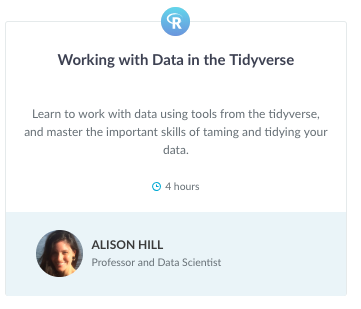 R
Working with Data in the Tidyverse
Learn to work with data using tools from the tidyverse,
and master the important skills of taming and tidying your
data.
4 hours
ALISON HILL
Professor and Data Scientist